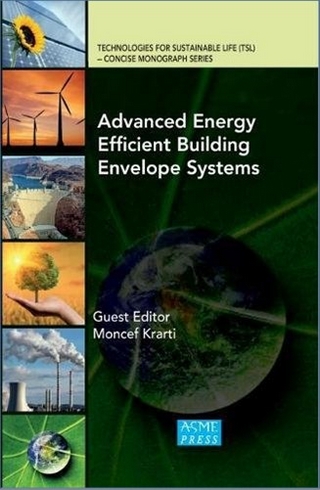 TECHNOLOGIES FOR SUSTAINABLE LIFE (TSL)
– CONCISE MONOGRAPH SERIES
Advanced Energy
Efficient Building
Envelope Systems
Guest Editor
Moncef Krarti
ASME
PRESS